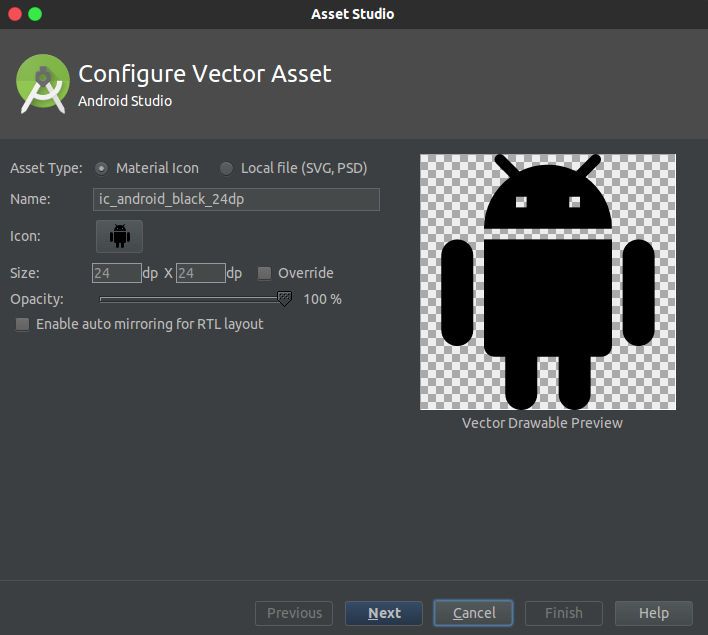 Asset Studio
Configure Vector Asset
Android Studio
Asset Type: Material Icon Local file (SVG, PSD)
Name: ic_android_black_24dp
Icon:
Size: 24 dp X 24 dp Override
Opacity: 100 %
Enable auto mirroring for RTL layout
Vector Drawable Preview
Previous Next Cancel Finish Help